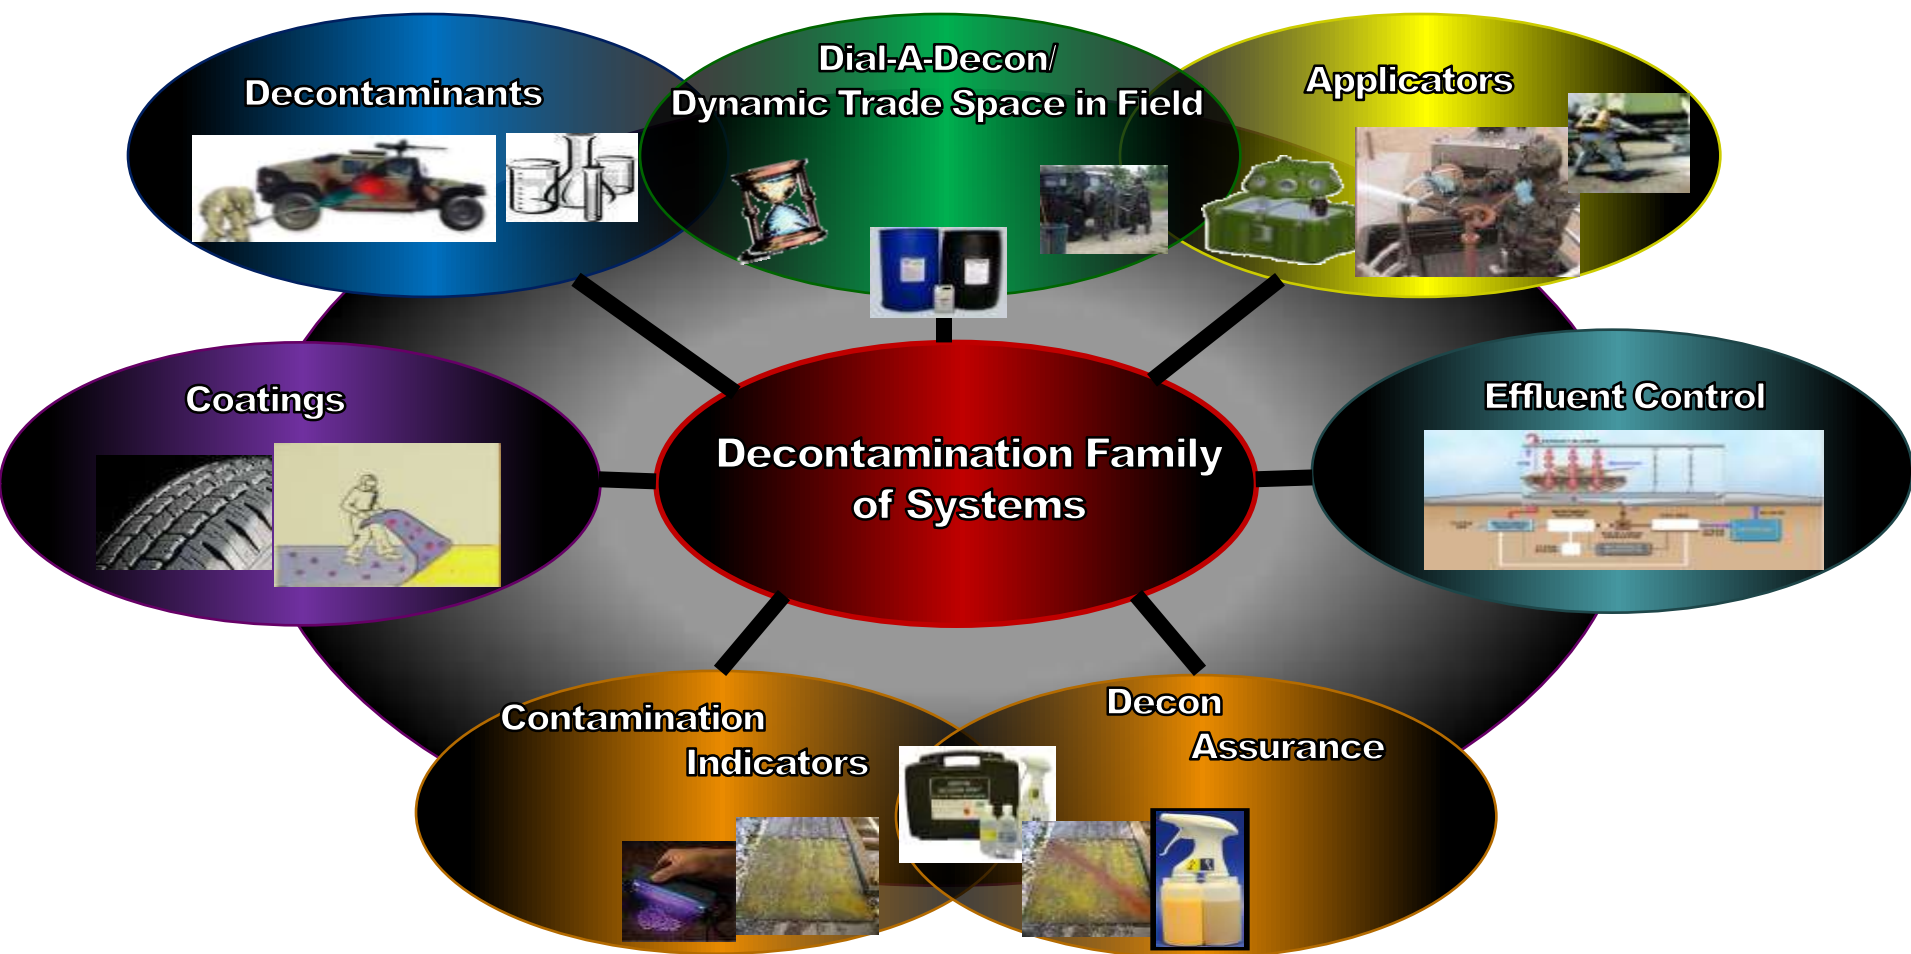 Decontaminants
Dial-A-Decon/
Dynamic Trade Space in Field
Applicators
Coatings
Effluent Control
Decontamination Family
of Systems
Contamination
Indicators
Decon
Assurance